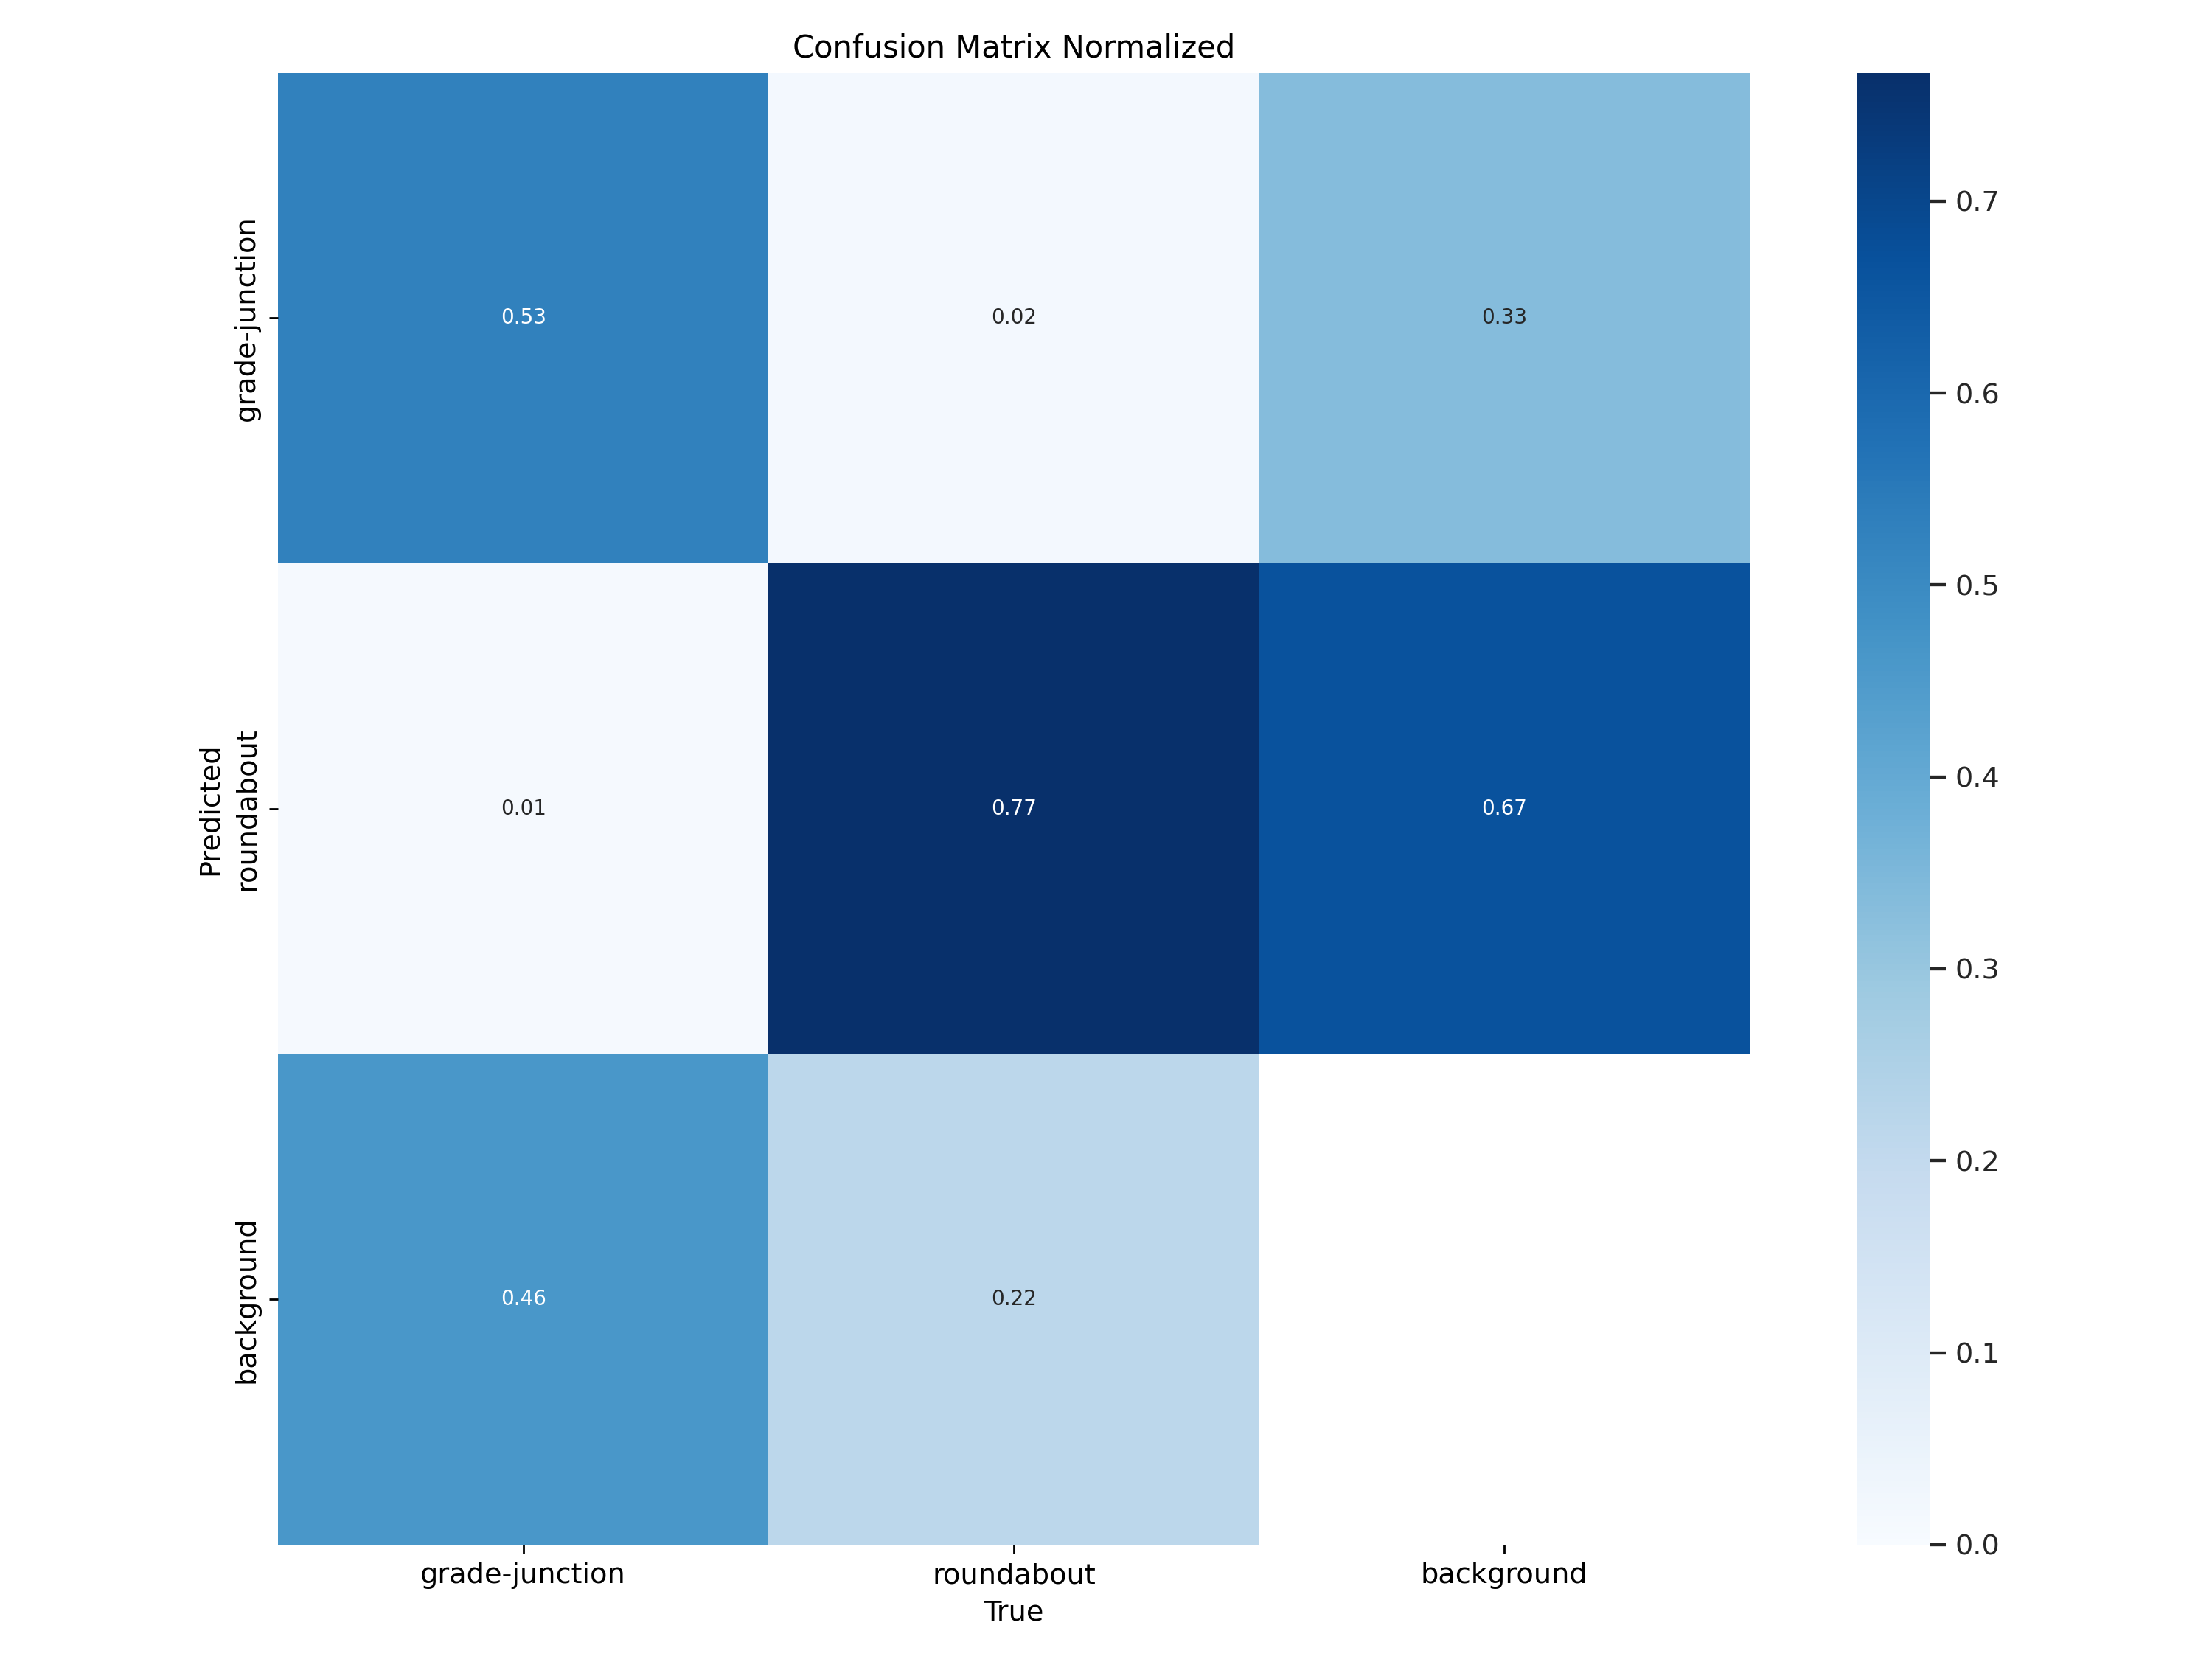 Confusion Matrix Normalized
grade-junction
0.53
0.02
0.33
Predicted
roundabout
0.01
0.77
0.67
background
0.46
0.22
grade-junction
roundabout
background
True
0.7
0.6
0.5
0.4
0.3
0.2
0.1
0.0